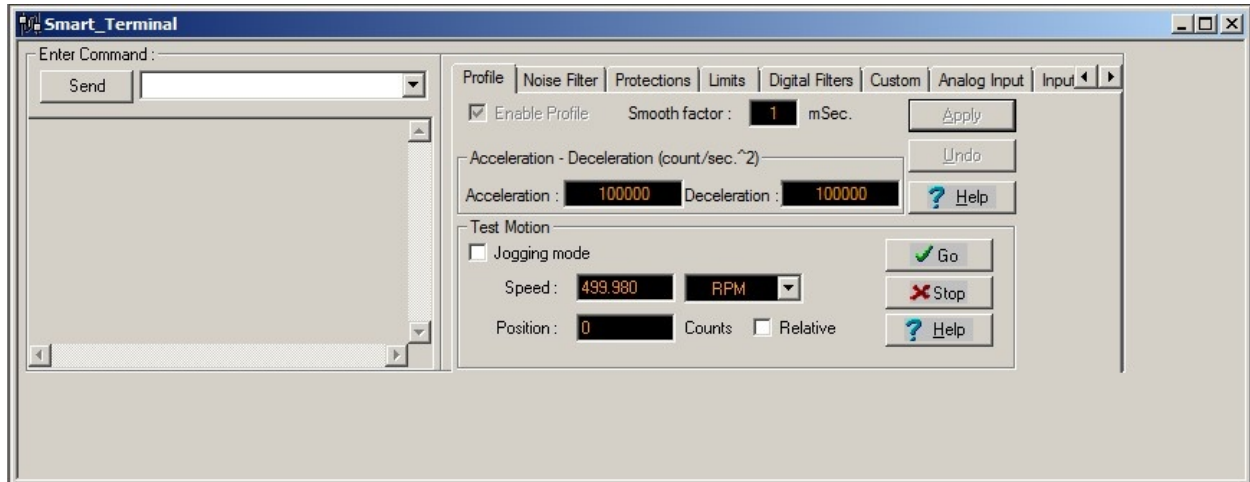 Smart_Terminal
Enter Command :
Send
Profile Noise Filter Protections Limits Digital Filters Custom Analog Input Input
Enable Profile Smooth factor : 1 mSec. Apply
Undo
Acceleration - Deceleration (count/sec.^2)
Acceleration : 100000 Deceleration : 100000 ? Help
Test Motion
Jogging mode Go
Speed : 499.980 RPM Stop
Position : 0 Counts Relative ? Help